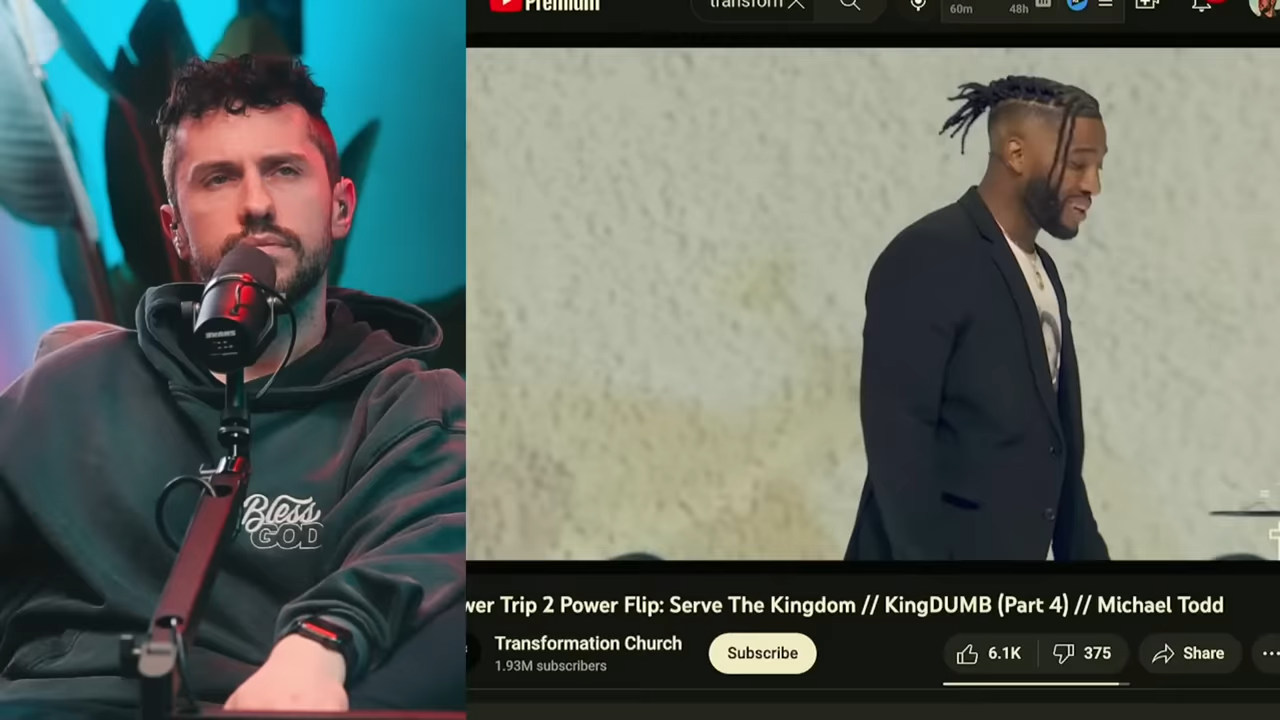 Premium
transform
60m
48h
Bless
GOD
wer Trip 2 Power Flip: Serve The Kingdom // KingDUMB (Part 4) // Michael Todd
Transformation Church
1.93M subscribers
Subscribe
6.1K
375
Share